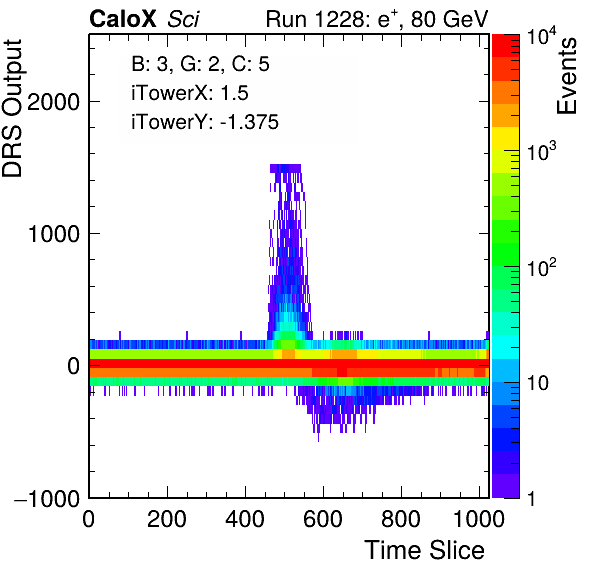 CaloX Sci Run 1228: e⁺, 80 GeV
B: 3, G: 2, C: 5
iTowerX: 1.5
iTowerY: -1.375
DRS Output
2000
1000
0
−1000
0 200 400 600 800 1000
Time Slice
Events
10⁴
10³
10²
10
1